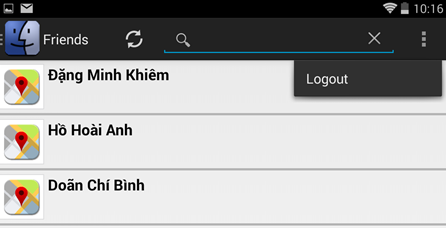 10:16
Friends
Logout
Đặng Minh Khiêm
Hồ Hoài Anh
Doãn Chí Bình